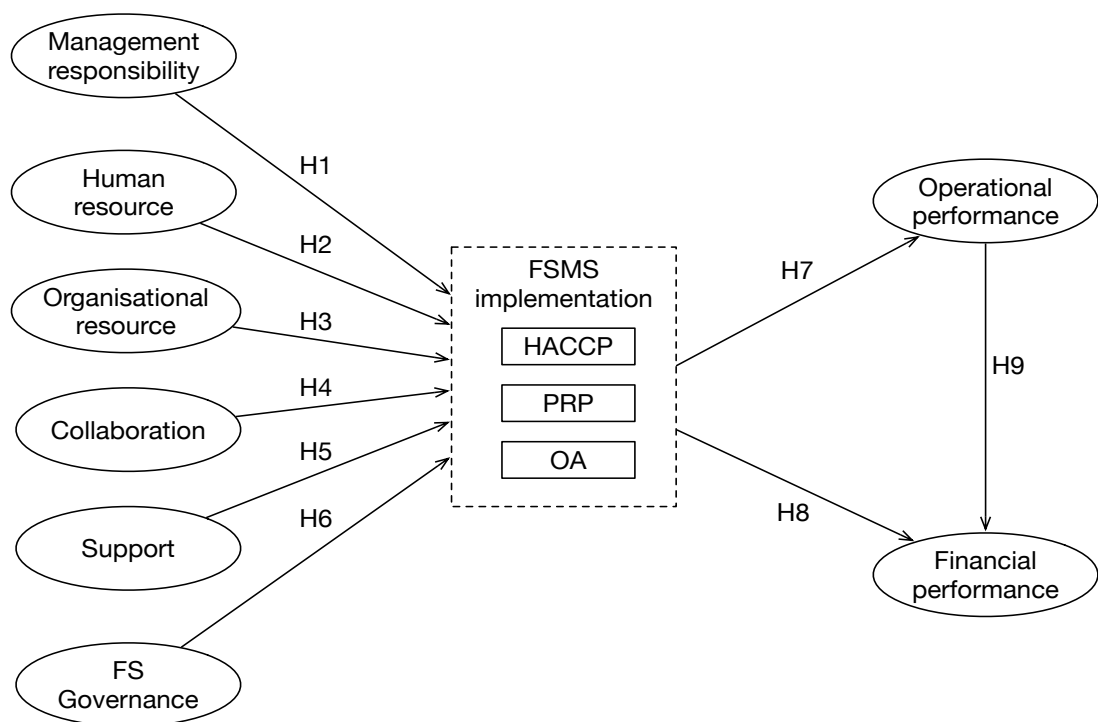 Management
responsibility
H1
Human
resource
H2
Organisational
resource
H3
Collaboration
H4
Support
H5
FS
Governance
H6
FSMS
implementation
HACCP
PRP
OA
H7
H8
Operational
performance
H9
Financial
performance